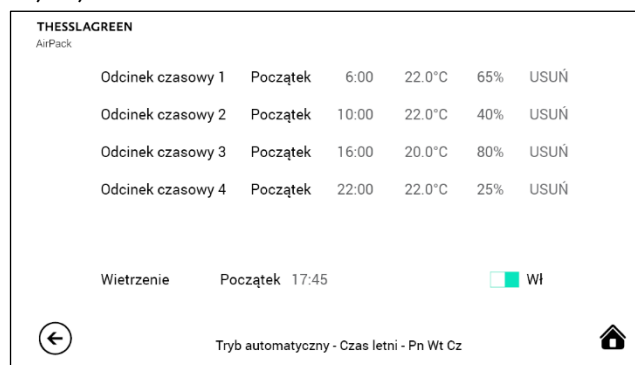 THESSLAGREEN
AirPack
Odcinek czasowy 1 Początek 6:00 22.0°C 65% USUŃ
Odcinek czasowy 2 Początek 10:00 22.0°C 40% USUŃ
Odcinek czasowy 3 Początek 16:00 20.0°C 80% USUŃ
Odcinek czasowy 4 Początek 22:00 22.0°C 25% USUŃ
Wietrzenie Początek 17:45 Wł
Tryb automatyczny - Czas letni - Pn Wt Cz